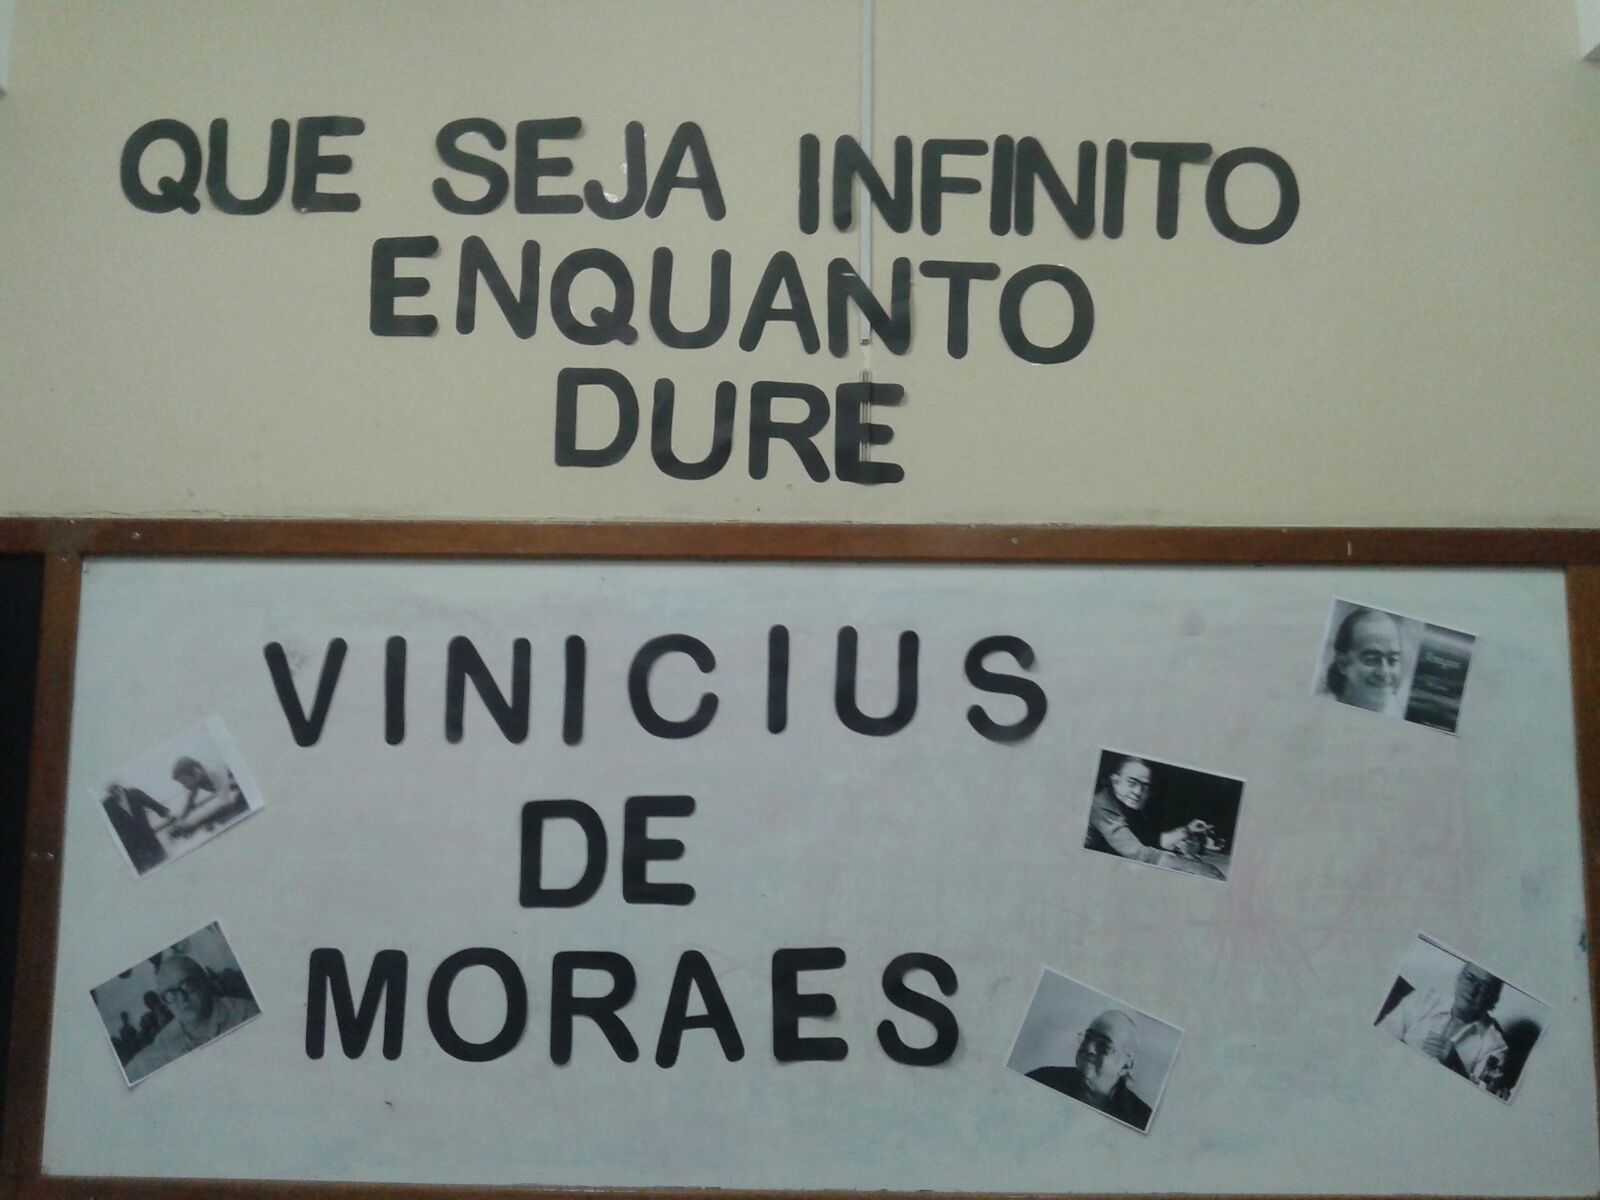 QUE SEJA INFINITO
ENQUANTO
DURE
VINICIUS
DE
MORAES